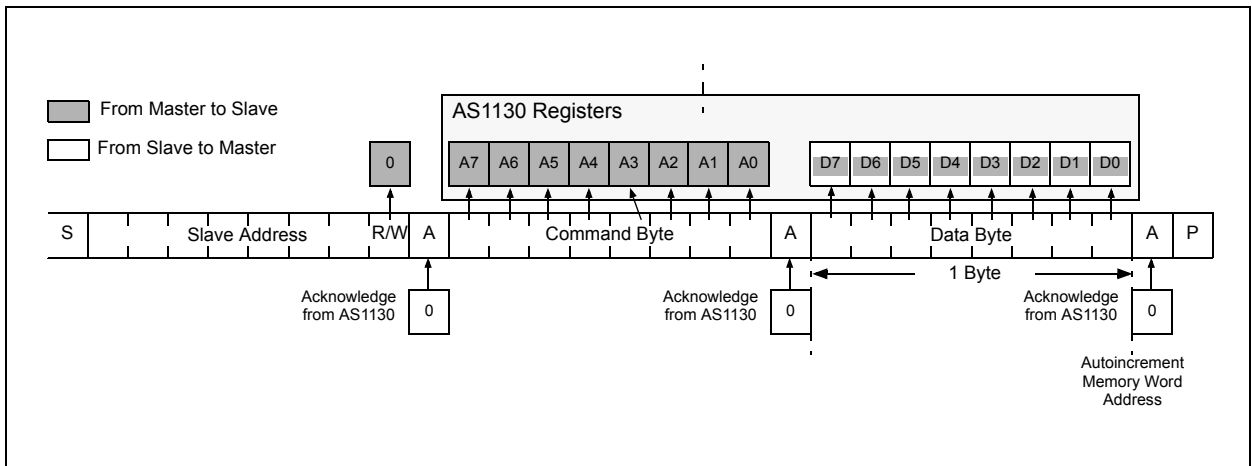 From Master to Slave
From Slave to Master
AS1130 Registers
0
A7 A6 A5 A4 A3 A2 A1 A0
D7 D6 D5 D4 D3 D2 D1 D0
S Slave Address R/W A Command Byte A Data Byte A P
1 Byte
Acknowledge
from AS1130
0
Acknowledge
from AS1130
0
Acknowledge
from AS1130
0
Autoincrement
Memory Word
Address